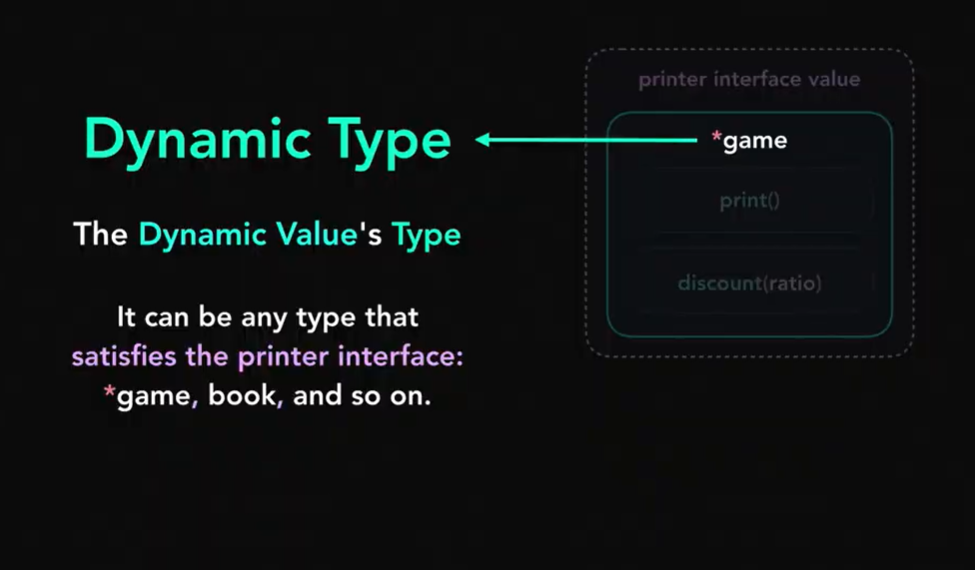 printer interface value
Dynamic Type
*game
print()
The Dynamic Value's Type
discount(ratio)
It can be any type that
satisfies the printer interface:
*game, book, and so on.